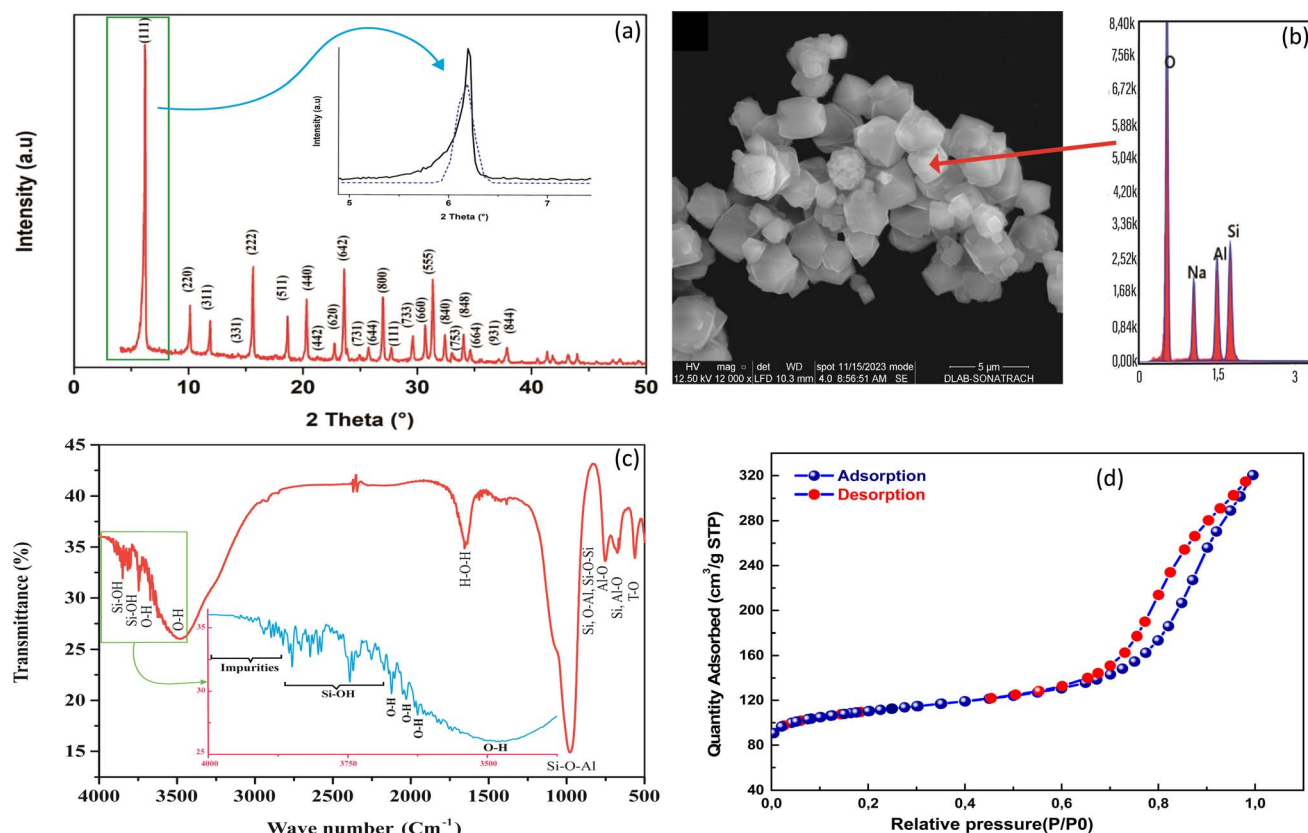 (a)
Intensity (a.u)
(111)
(220)
(311)
(331)
(222)
(511)
(440)
(442)
(620)
(642)
(731)
(644)
(800)
(111)
(733)
(660)
(555)
(840)
(753)
(848)
(664)
(931)
(844)
0 10 20 30 40 50
2 Theta (°)
Intensity (a.u)
5 6 7
2 Theta (°)
HV mag □ det WD spot 11/15/2023 mode
12.50 kV 12 000 x LFD 10.3 mm 4.0 8:56:51 AM SE
5 µm
DLAB-SONATRACH
(b)
8,40k
7,56k
6,72k
5,88k
5,04k
4,20k
3,36k
2,52k
1,68k
0,84k
0,00k
O
Na
Al
Si
0 1,5 3
(c)
Transmittance (%)
45
40
35
30
25
20
15
Si-OH
Si-OH
O-H
O-H
H-O-H
Si, O-Al, Si-O-Si
Al-O
Si, Al-O
T-O
Si-O-Al
35
30
25
Impurities
Si-OH
O-H
O-H
O-H
O-H
4000 3750 3500
4000 3500 3000 2500 2000 1500 1000 500
Wave number (Cm⁻¹)
(d)
Adsorption
Desorption
Quantity Adsorbed (cm³/g STP)
320
280
240
200
160
120
80
40
0
0,0 0,2 0,4 0,6 0,8 1,0
Relative pressure(P/P0)